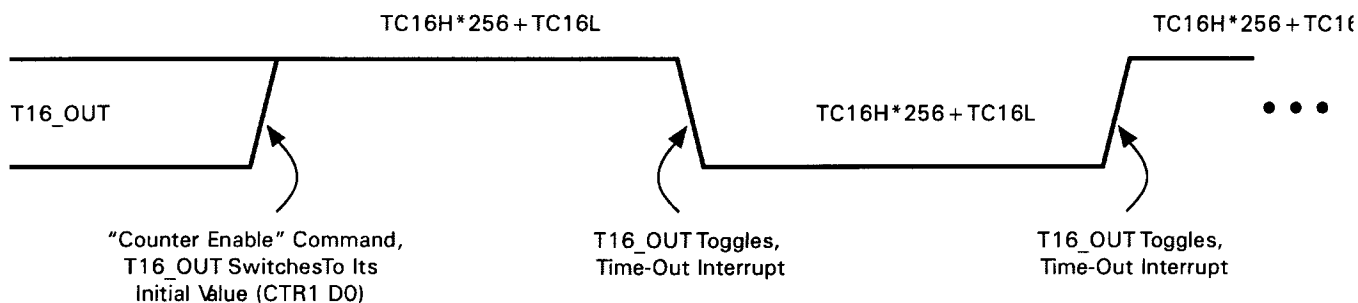 TC16H*256+TC16L
TC16H*256+TC16
T16_OUT
TC16H*256+TC16L
"Counter Enable" Command,
T16_OUT SwitchesTo Its
Initial Value (CTR1 D0)
T16_OUT Toggles,
Time-Out Interrupt
T16_OUT Toggles,
Time-Out Interrupt